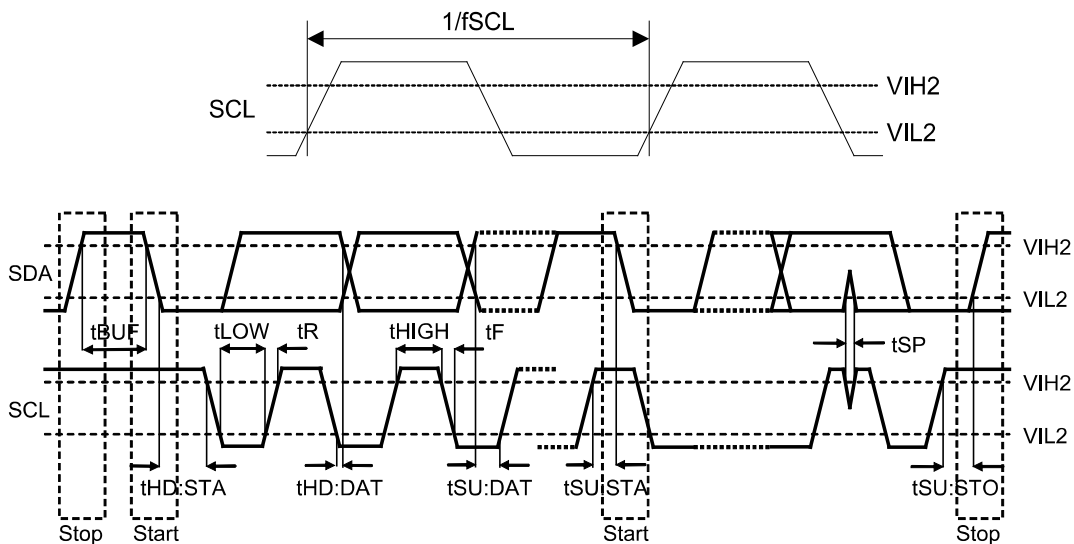 1/fSCL
SCL
VIH2
VIL2
SDA
VIH2
VIL2
tBUF
tLOW
tR
tHIGH
tF
tSP
SCL
VIH2
VIL2
tHD:STA
tHD:DAT
tSU:DAT
tSU:STA
tSU:STO
Stop
Start
Start
Stop